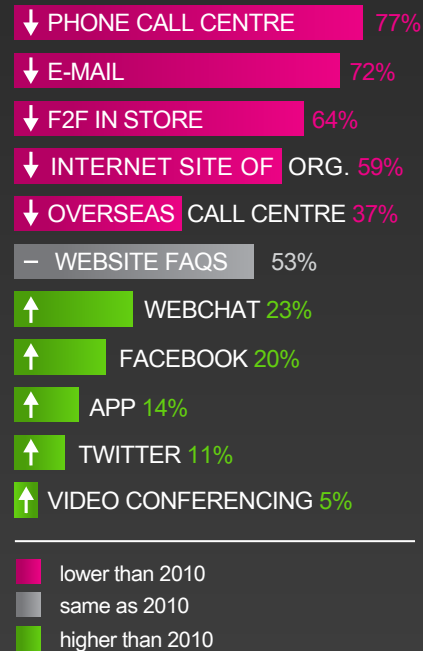 PHONE CALL CENTRE 77%
E-MAIL 72%
F2F IN STORE 64%
INTERNET SITE OF ORG. 59%
OVERSEAS CALL CENTRE 37%
– WEBSITE FAQS 53%
WEBCHAT 23%
FACEBOOK 20%
APP 14%
TWITTER 11%
VIDEO CONFERENCING 5%
lower than 2010
same as 2010
higher than 2010